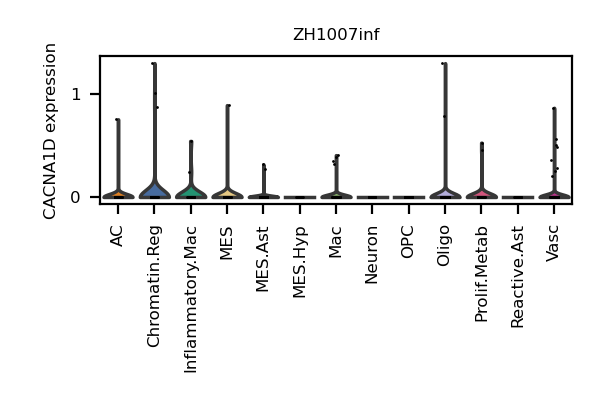 ZH1007inf
CACNA1D expression
1
0
AC
Chromatin.Reg
Inflammatory.Mac
MES
MES.Ast
MES.Hyp
Mac
Neuron
OPC
Oligo
Prolif.Metab
Reactive.Ast
Vasc